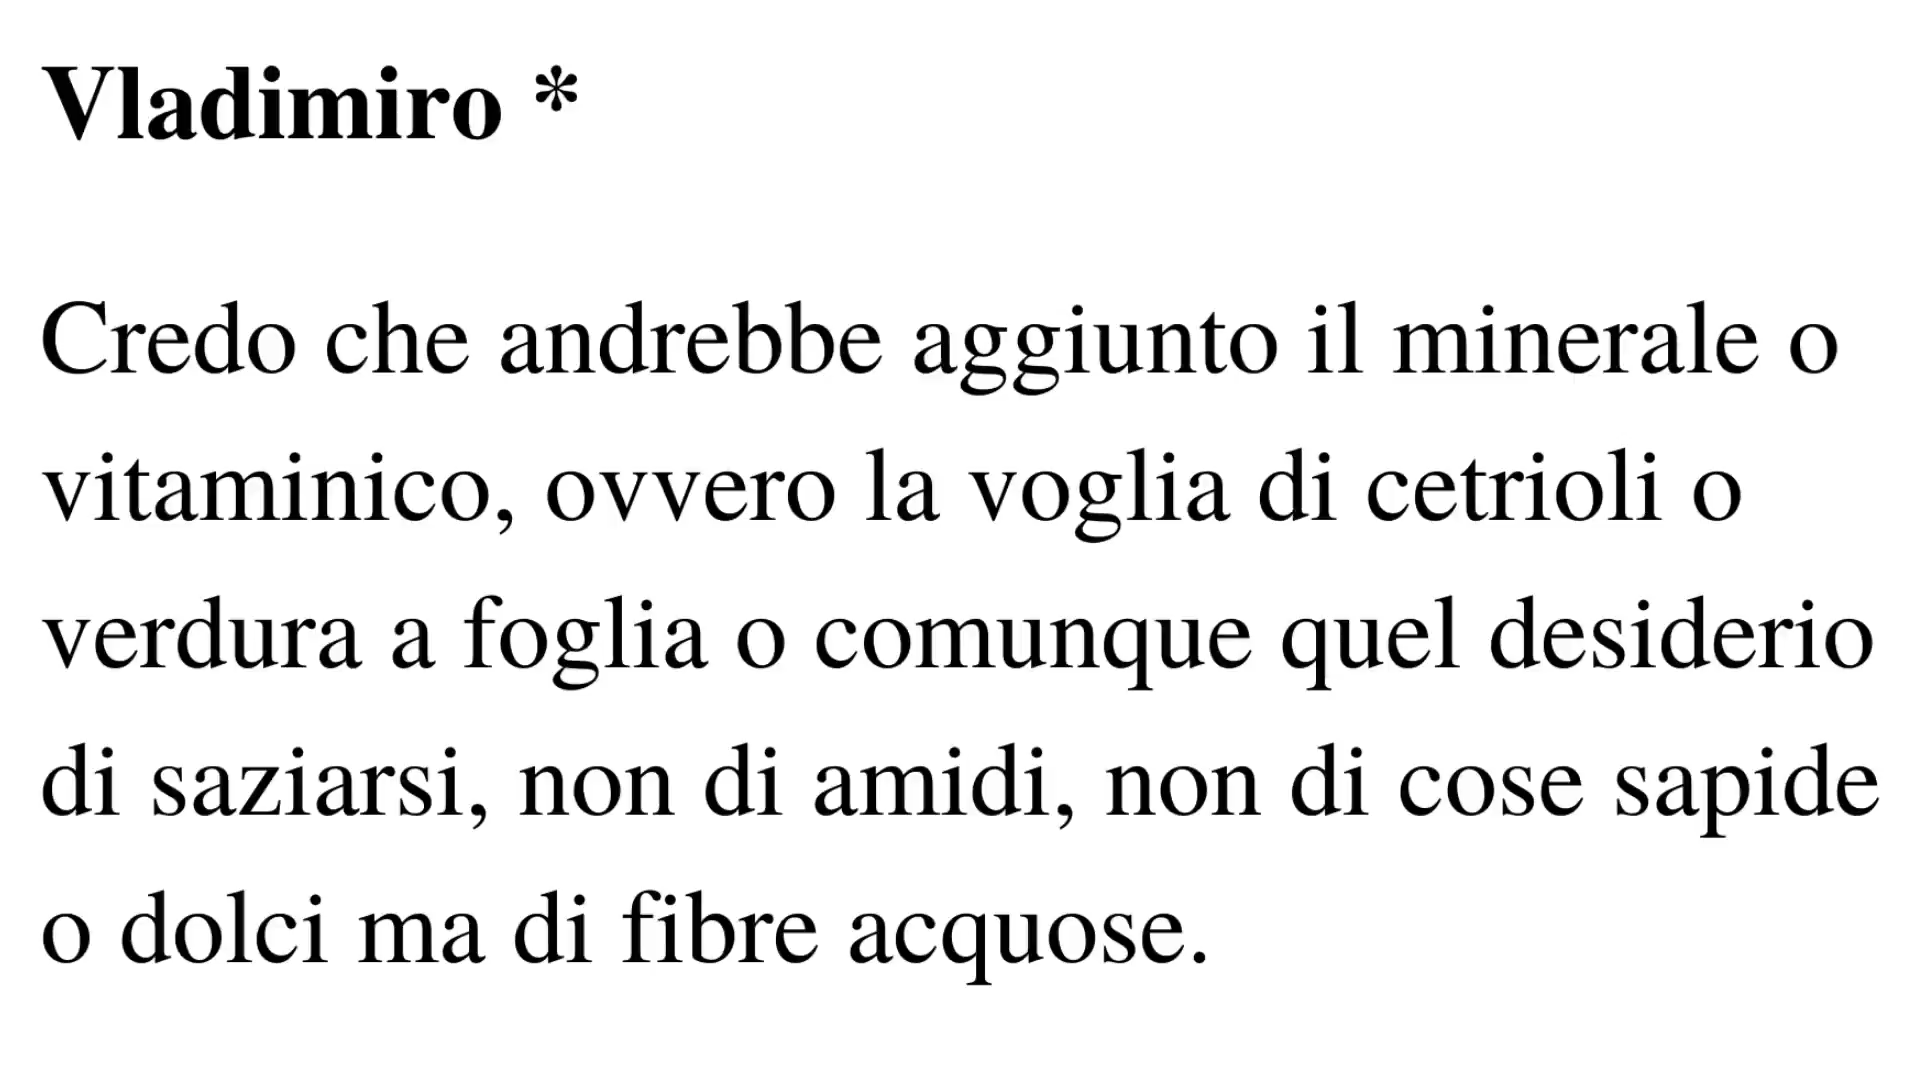 Vladimiro *
Credo che andrebbe aggiunto il minerale o
vitaminico, ovvero la voglia di cetrioli o
verdura a foglia o comunque quel desiderio
di saziarsi, non di amidi, non di cose sapide
o dolci ma di fibre acquose.